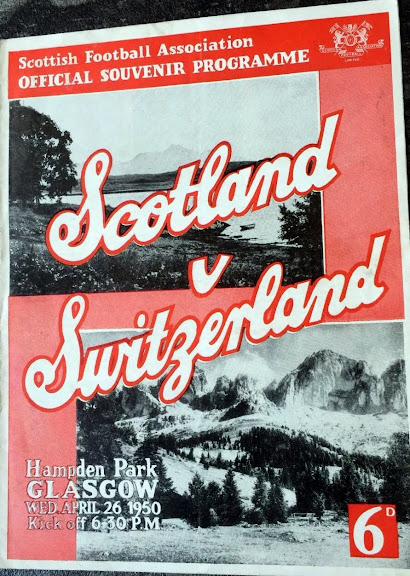 Scottish Football Association
OFFICIAL SOUVENIR PROGRAMME
Scotland
v
Switzerland
Hampden Park
GLASGOW
WED. APRIL 26 1950
Kick off 6-30 P.M.
6D